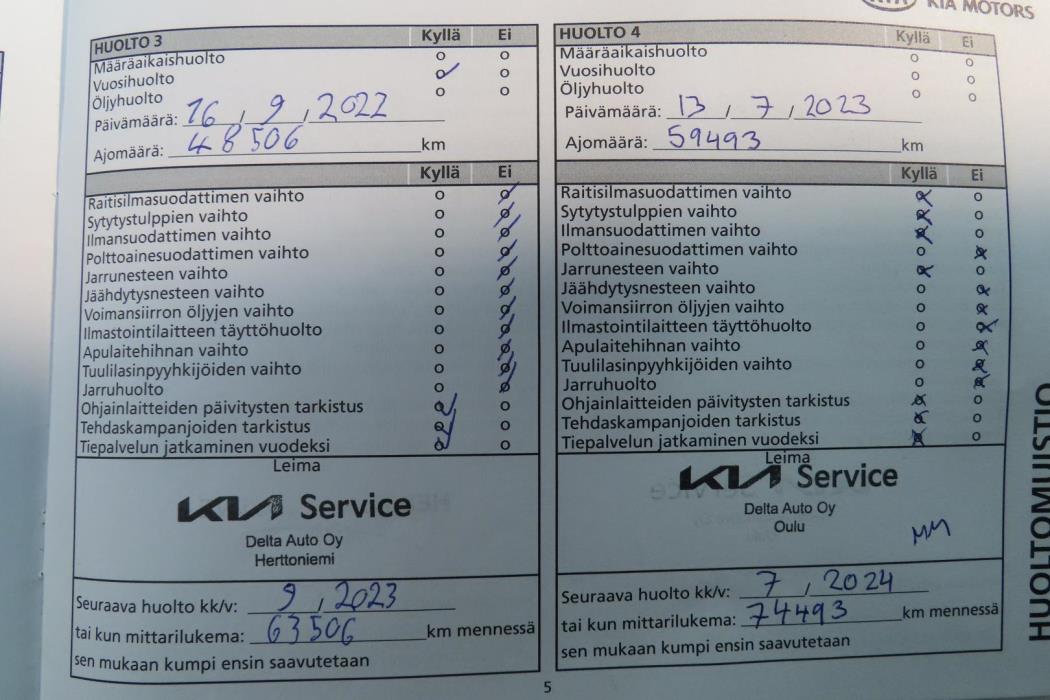 KIA MOTORS
HUOLTO 3 Kyllä Ei
Määräaikaishuolto o o
Vuosihuolto o o
Öljyhuolto o o
Päivämäärä: 16 / 9 / 2022
Ajomäärä: 48506 km
Kyllä Ei
Raitisilmasuodattimen vaihto o o
Sytytystulppien vaihto o o
Ilmansuodattimen vaihto o o
Polttoainesuodattimen vaihto o o
Jarrunesteen vaihto o o
Jäähdytysnesteen vaihto o o
Voimansiirron öljyjen vaihto o o
Ilmastointilaitteen täyttöhuolto o o
Apulaitehihnan vaihto o o
Tuulilasinpyyhkijöiden vaihto o o
Jarruhuolto o o
Ohjainlaitteiden päivitysten tarkistus o o
Tehdaskampanjoiden tarkistus o o
Tiepalvelun jatkaminen vuodeksi o o
Leima
KIA Service
Delta Auto Oy
Herttoniemi
Seuraava huolto kk/v: 9 / 2023
tai kun mittarilukema: 63506 km mennessä
sen mukaan kumpi ensin saavutetaan
HUOLTO 4 Kyllä Ei
Määräaikaishuolto o o
Vuosihuolto o o
Öljyhuolto o o
Päivämäärä: 13 / 7 / 2023
Ajomäärä: 59493 km
Kyllä Ei
Raitisilmasuodattimen vaihto o o
Sytytystulppien vaihto o o
Ilmansuodattimen vaihto o o
Polttoainesuodattimen vaihto o o
Jarrunesteen vaihto o o
Jäähdytysnesteen vaihto o o
Voimansiirron öljyjen vaihto o o
Ilmastointilaitteen täyttöhuolto o o
Apulaitehihnan vaihto o o
Tuulilasinpyyhkijöiden vaihto o o
Jarruhuolto o o
Ohjainlaitteiden päivitysten tarkistus o o
Tehdaskampanjoiden tarkistus o o
Tiepalvelun jatkaminen vuodeksi o o
Leima
KIA Service
Delta Auto Oy
Oulu
Seuraava huolto kk/v: 7 / 2024
tai kun mittarilukema: 74493 km mennessä
sen mukaan kumpi ensin saavutetaan
HUOLTOMUISTIO
5